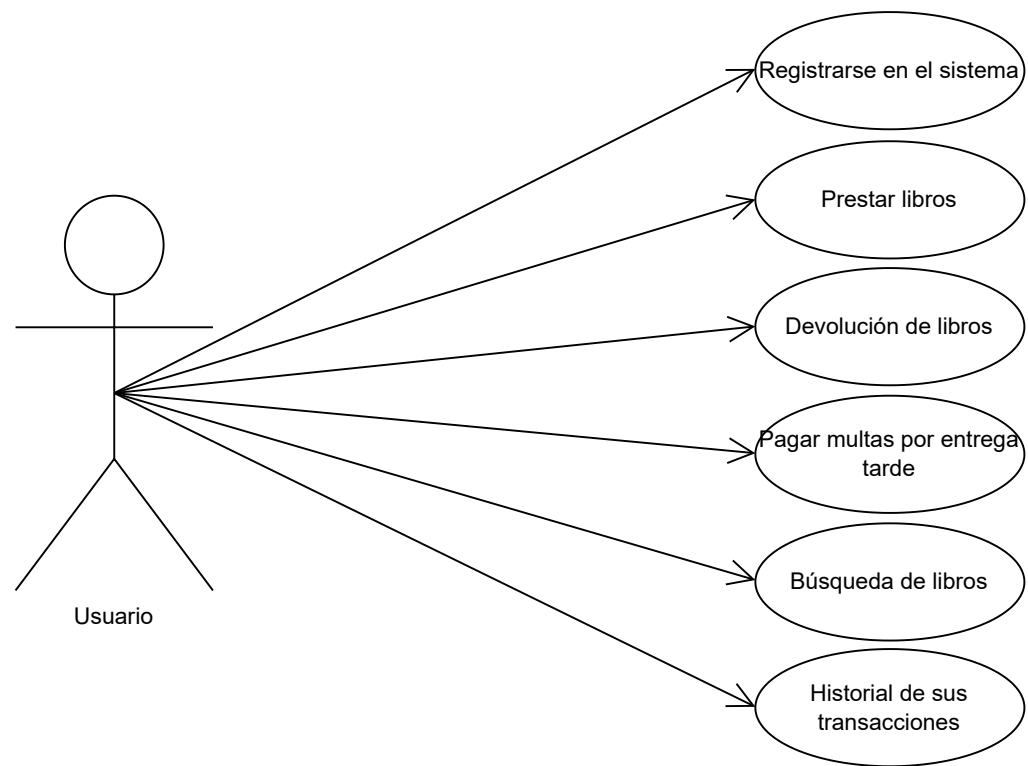 Registrarse en el sistema
Prestar libros
Devolución de libros
Pagar multas por entrega
tarde
Búsqueda de libros
Usuario
Historial de sus
transacciones